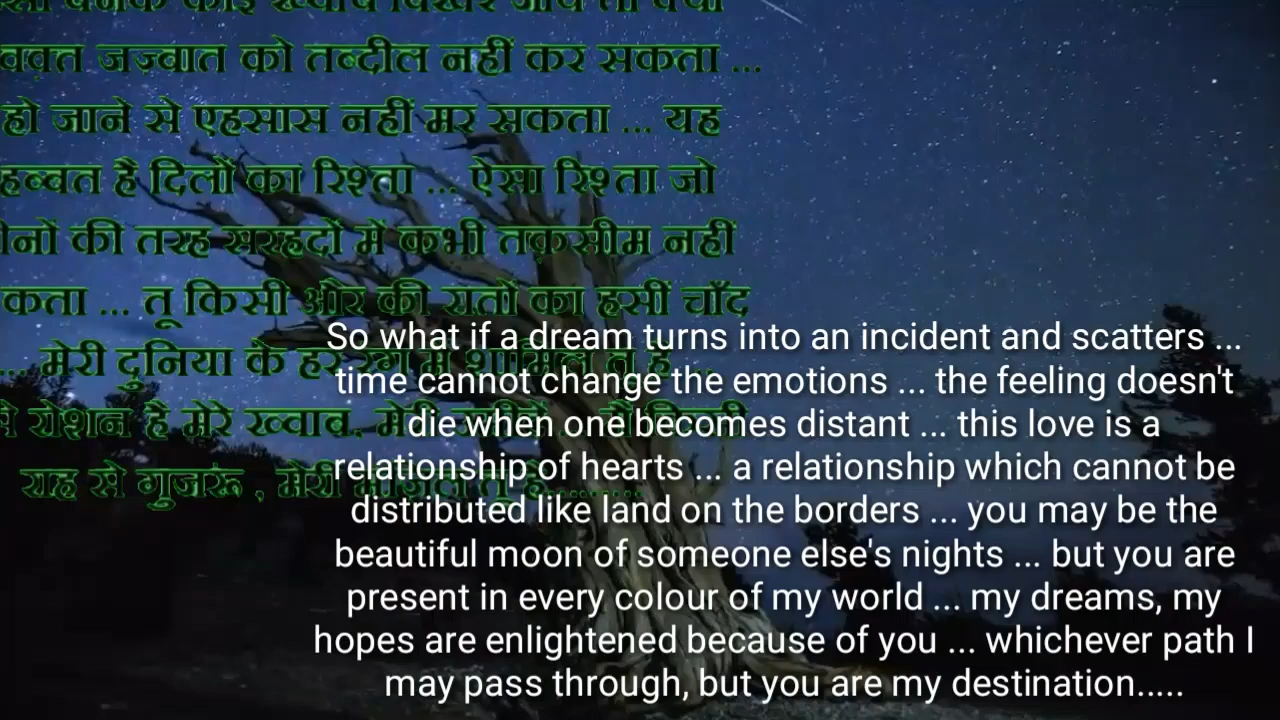 वक़्त जज़्बात को तब्दील नहीं कर सकता ...
हो जाने से एहसास नहीं मर सकता ... यह
है दिलों का रिश्ता ... ऐसा रिश्ता जो
की तरह सरहदों में कभी तक़सीम नहीं
... तू किसी और की रातों का हसीं चाँद
... मेरी दुनिया के हर रंग में शामिल तू है
रोशन है मेरे ख्वाब, मेरी
राह से गुजरूं , मेरी मंज़िल तू है
So what if a dream turns into an incident and scatters ...
time cannot change the emotions ... the feeling doesn't
die when one becomes distant ... this love is a
relationship of hearts ... a relationship which cannot be
distributed like land on the borders ... you may be the
beautiful moon of someone else's nights ... but you are
present in every colour of my world ... my dreams, my
hopes are enlightened because of you ... whichever path I
may pass through, but you are my destination.....